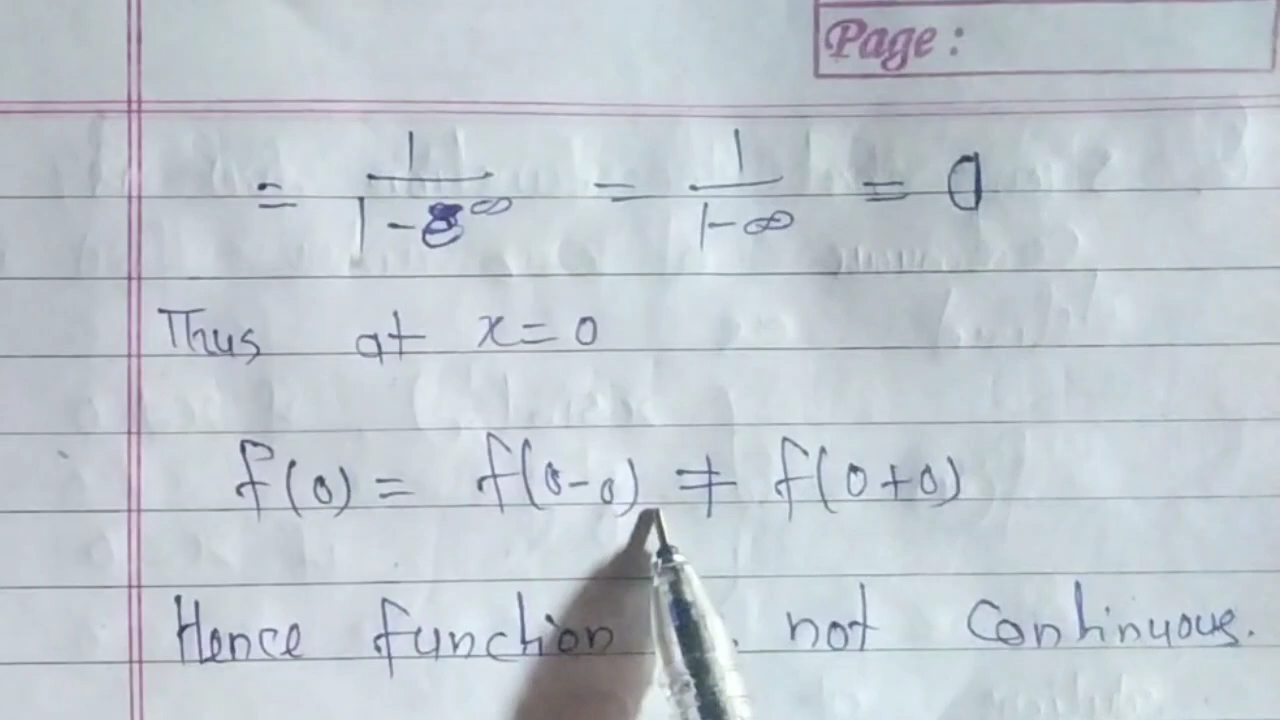 Page :
= 1/(1-e^∞) = 1/(1-∞) = 0
Thus at x=0
f(0) = f(0-0) ≠ f(0+0)
Hence function not Continuous.